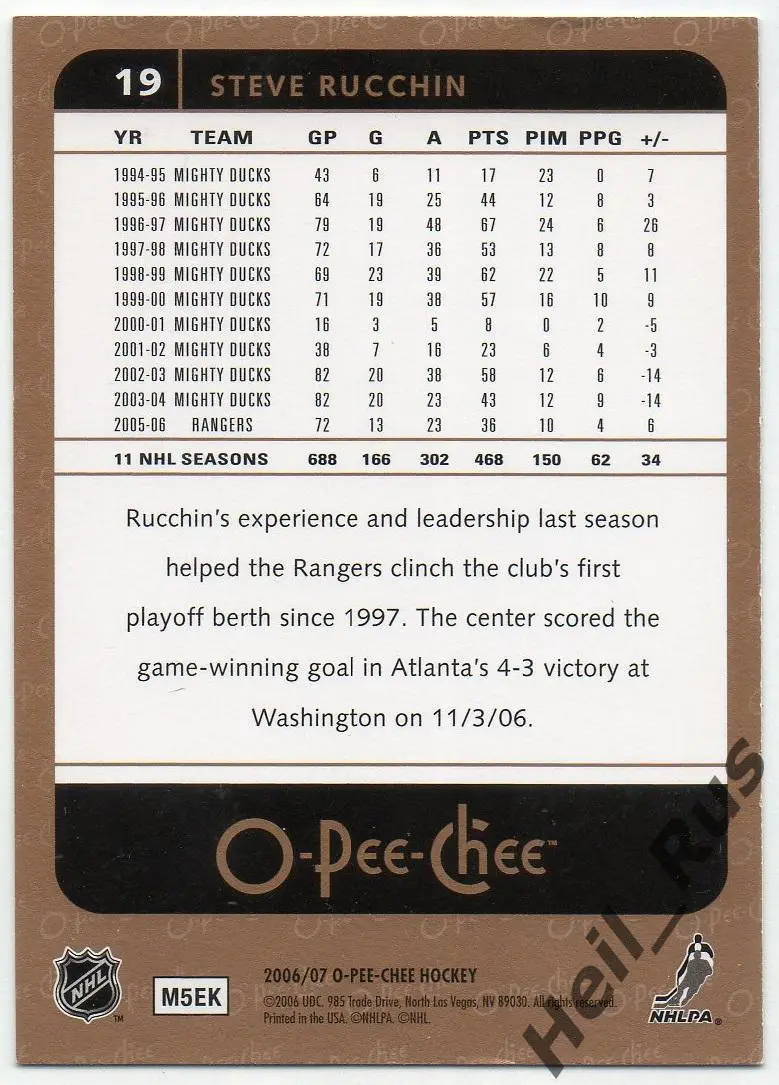 19 STEVE RUCCHIN
YR TEAM GP G A PTS PIM PPG +/-
1994-95 MIGHTY DUCKS 43 6 11 17 23 0 7
1995-96 MIGHTY DUCKS 64 19 25 44 12 8 3
1996-97 MIGHTY DUCKS 79 19 48 67 24 6 26
1997-98 MIGHTY DUCKS 72 17 36 53 13 8 8
1998-99 MIGHTY DUCKS 69 23 39 62 22 5 11
1999-00 MIGHTY DUCKS 71 19 38 57 16 10 9
2000-01 MIGHTY DUCKS 16 3 5 8 0 2 -5
2001-02 MIGHTY DUCKS 38 7 16 23 6 4 -3
2002-03 MIGHTY DUCKS 82 20 38 58 12 6 -14
2003-04 MIGHTY DUCKS 82 20 23 43 12 9 -14
2005-06 RANGERS 72 13 23 36 10 4 6
11 NHL SEASONS 688 166 302 468 150 62 34
Rucchin's experience and leadership last season
helped the Rangers clinch the club's first
playoff berth since 1997. The center scored the
game-winning goal in Atlanta's 4-3 victory at
Washington on 11/3/06.
O-Pee-Chee™
NHL™
M5EK
2006/07 O-PEE-CHEE HOCKEY
©2006 UDC. 985 Trade Drive, North Las Vegas, NV 89030. All rights reserved.
Printed in the USA. ©NHLPA. ©NHL.
NHLPA®
Heil_Rus